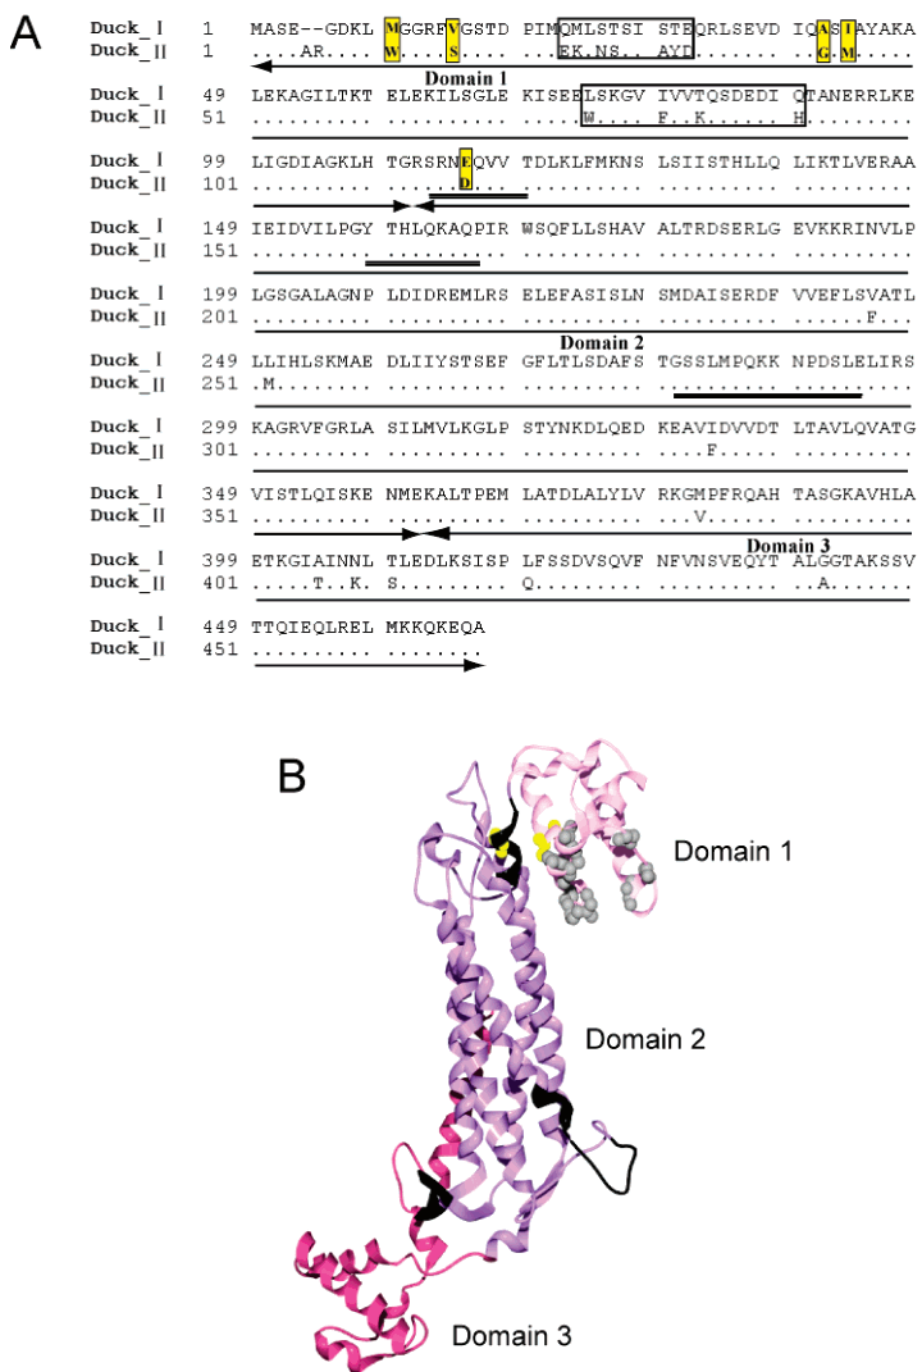 A
Duck_I 1 MASE--GDKL MGGRFVGSTD PIMQMLSTSI STEQRLSEVD IQASIAYAKA
Duck_II 1 ....AR.... W....S.... ...EK.NS.. AYD....... ..G.M.....
Domain 1
Duck_I 49 LEKAGILTKT ELEKILSGLE KISEELSKGV IVVTQSDEDI QTANERRLKE
Duck_II 51 .......... .......... .....W.... F..K...... H.........
Duck_I 99 LIGDIAGKLH TGRSRNEQVV TDLKLFMKNS LSIISTHLLQ LIKTLVERAA
Duck_II 101 .......... ......D... .......... .......... ..........
Duck_I 149 IEIDVILPGY THLQKAQPIR WSQFLLSHAV ALTRDSERLG EVKKRINVLP
Duck_II 151 .......... .......... .......... .......... ..........
Duck_I 199 LGSGALAGNP LDIDREMLRS ELEFASISLN SMDAISERDF VVEFLSVATL
Duck_II 201 .......... .......... .......... .......... ......F...
Domain 2
Duck_I 249 LLIHLSKMAE DLIIYSTSEF GFLTLSDAFS TGSSLMPQKK NPDSLELIRS
Duck_II 251 .M........ .......... .......... .......... ..........
Duck_I 299 KAGRVFGRLA SILMVLKGLP STYNKDLQED KEAVIDVVDT LTAVLQVATG
Duck_II 301 .......... .......... .......... ....F..... ..........
Duck_I 349 VISTLQISKE NMEKALTPEM LATDLALYLV RKGMPFRQAH TASGKAVHLA
Duck_II 351 .......... .......... .......... ...V...... ..........
Domain 3
Duck_I 399 ETKGIAINNL TLEDLKSISP LFSSDVSQVF NFVNSVEQYT ALGGTAKSSV
Duck_II 401 .....T..K. S......... Q......... .......... ..A.......
Duck_I 449 TTQIEQLREL MKKQKEQA
Duck_II 451 .......... ........
B
Domain 1
Domain 2
Domain 3